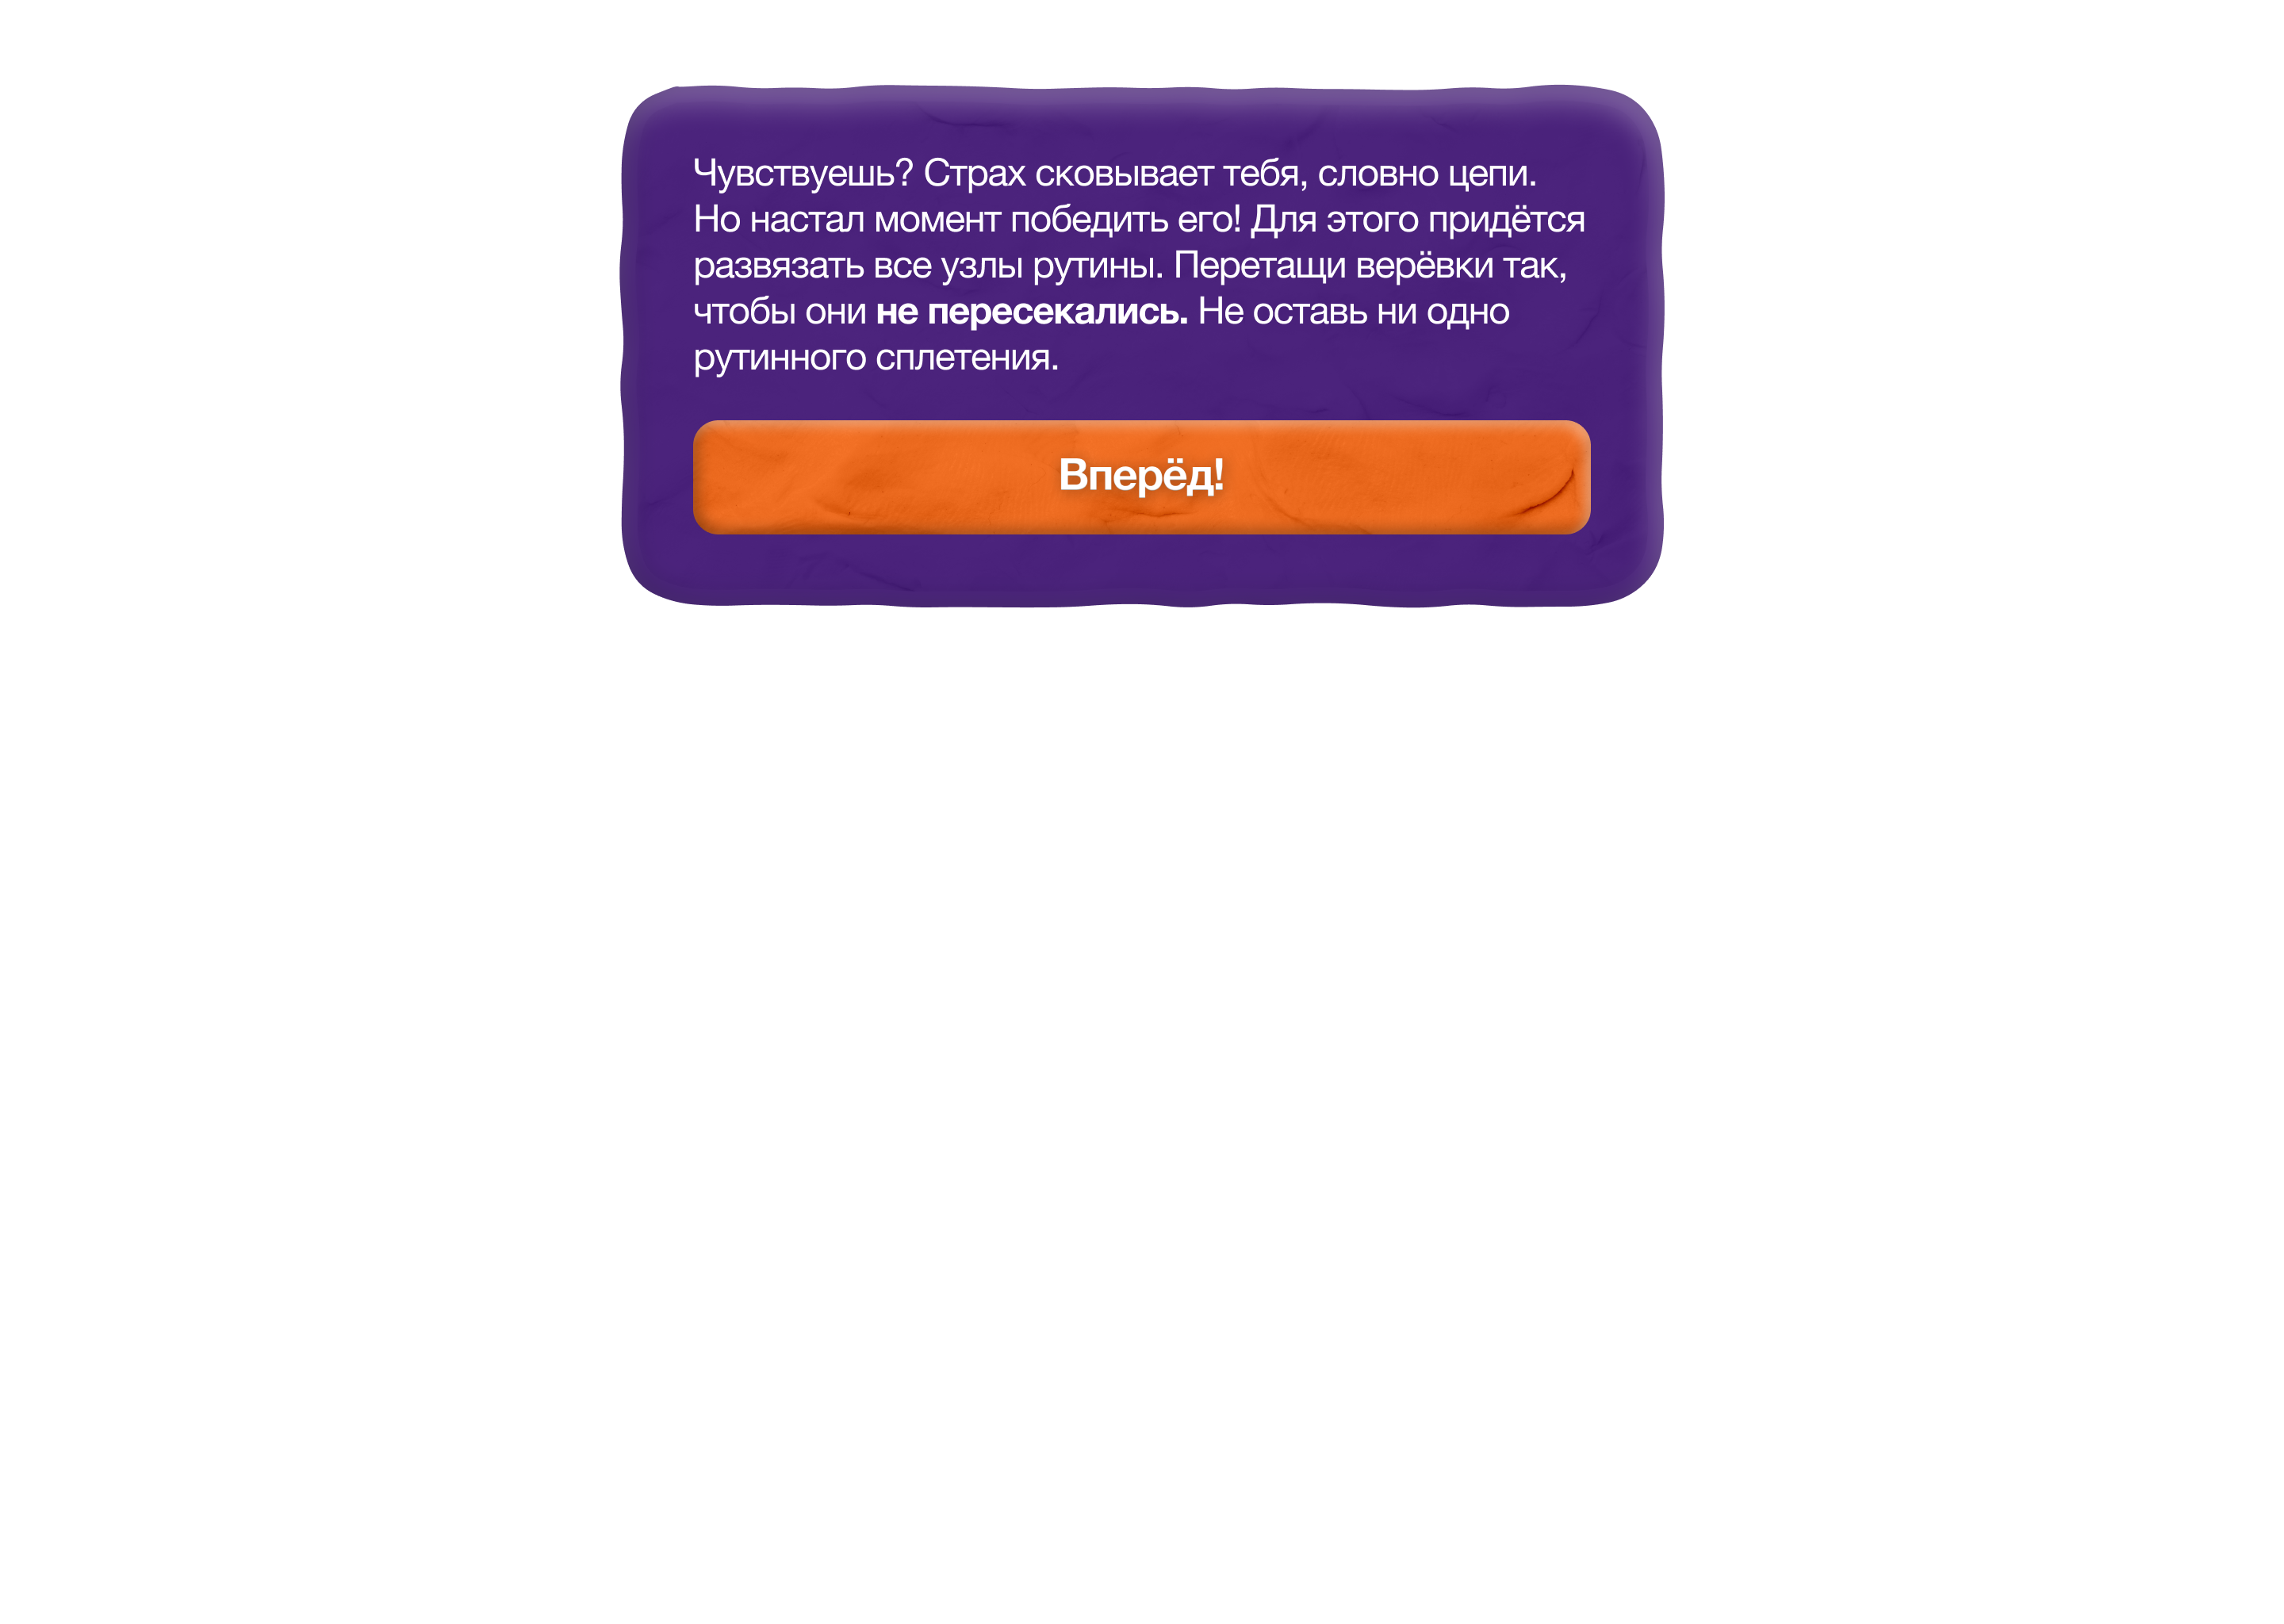 Чувствуешь? Страх сковывает тебя, словно цепи.
Но настал момент победить его! Для этого придётся
развязать все узлы рутины. Перетащи верёвки так,
чтобы они не пересекались. Не оставь ни одно
рутинного сплетения.
Вперёд!